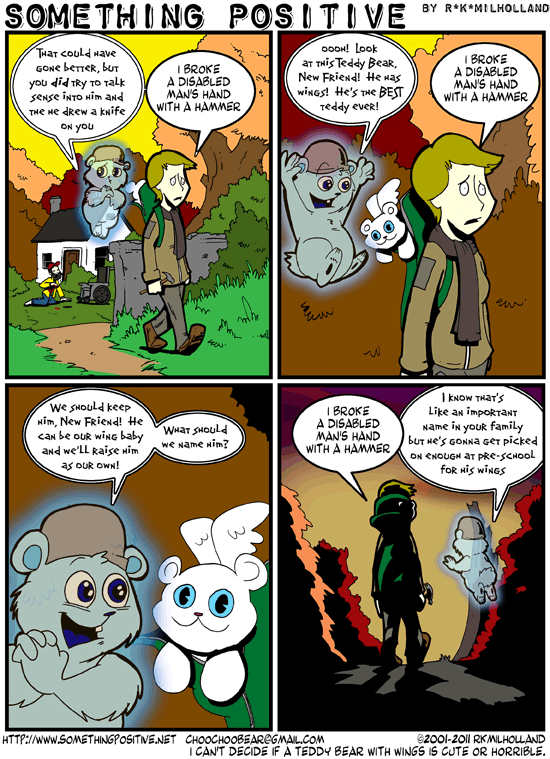 SOMETHING POSITIVE
BY R*K*MILHOLLAND
That could have
gone better, but
you did try to talk
sense into him and
the he drew a knife
on you
I BROKE
A DISABLED
MAN'S HAND
WITH A HAMMER
oooh! Look
at this Teddy Bear,
New Friend! He has
wings! He's the BEST
teddy ever!
I BROKE
A DISABLED
MAN'S HAND
WITH A HAMMER
We should keep
him, New Friend! He
can be our wing baby
and we'll raise him
as our own!
What should
we name him?
I BROKE
A DISABLED
MAN'S HAND
WITH A HAMMER
I know that's
like an important
name in your family
but he's gonna get picked
on enough at pre-school
for his wings
HTTP://WWW.SOMETHINGPOSITIVE.NET CHOOCHOOBEAR@GMAIL.COM ©2001-2011 RKMILHOLLAND
I CAN'T DECIDE IF A TEDDY BEAR WITH WINGS IS CUTE OR HORRIBLE.